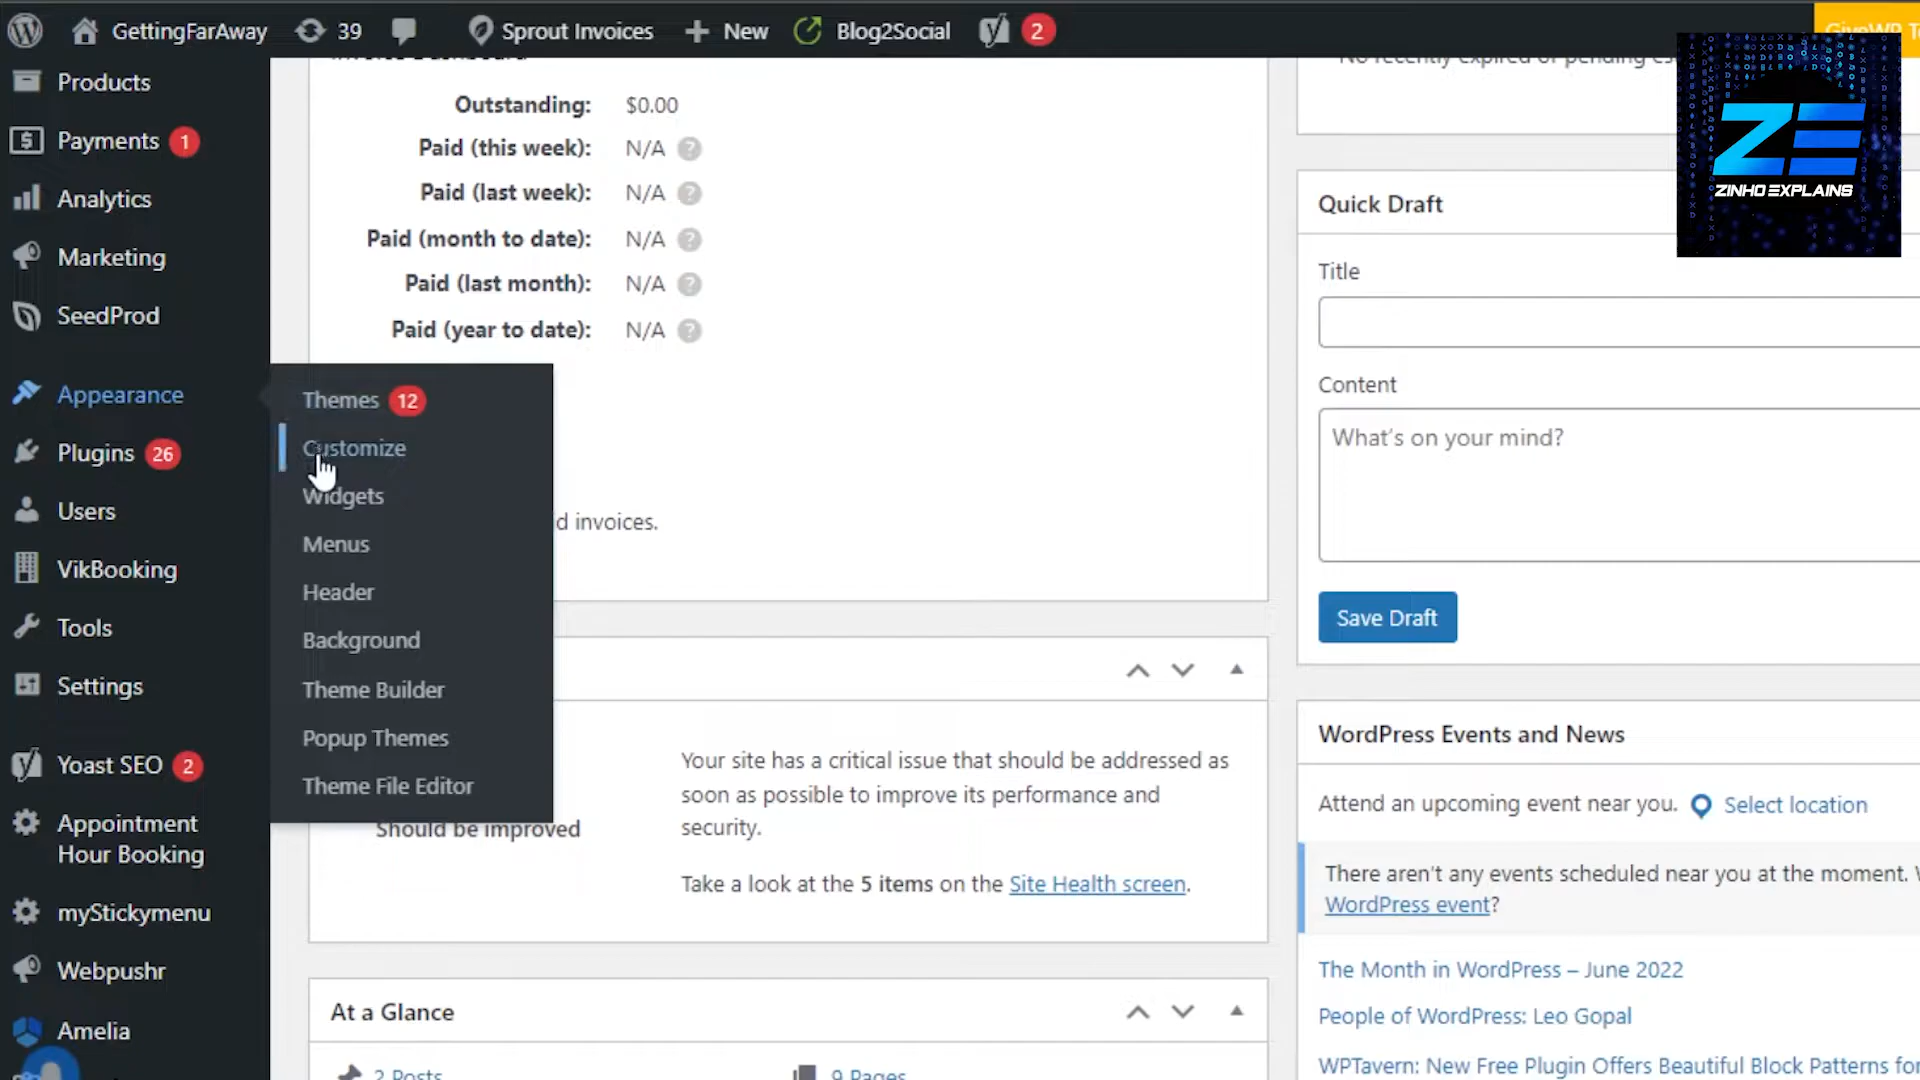 GettingFarAway
39
Sprout Invoices
New
Blog2Social
2
GiveWP
Products
Payments 1
Analytics
Marketing
SeedProd
Appearance
Plugins 26
Users
VikBooking
Tools
Settings
Yoast SEO 2
Appointment
Hour Booking
myStickymenu
Webpushr
Amelia
Themes 12
Customize
Widgets
Menus
Header
Background
Theme Builder
Popup Themes
Theme File Editor
Outstanding: $0.00
Paid (this week): N/A ?
Paid (last week): N/A ?
Paid (month to date): N/A ?
Paid (last month): N/A ?
Paid (year to date): N/A ?
d invoices.
Should be improved
Your site has a critical issue that should be addressed as
soon as possible to improve its performance and
security.
Take a look at the 5 items on the Site Health screen.
At a Glance
2 Posts
9 Pages
No recently expired or pending
ZE
ZINHO EXPLAINS
Quick Draft
Title
Content
What's on your mind?
Save Draft
WordPress Events and News
Attend an upcoming event near you. Select location
There aren't any events scheduled near you at the moment.
WordPress event?
The Month in WordPress – June 2022
People of WordPress: Leo Gopal
WPTavern: New Free Plugin Offers Beautiful Block Patterns for